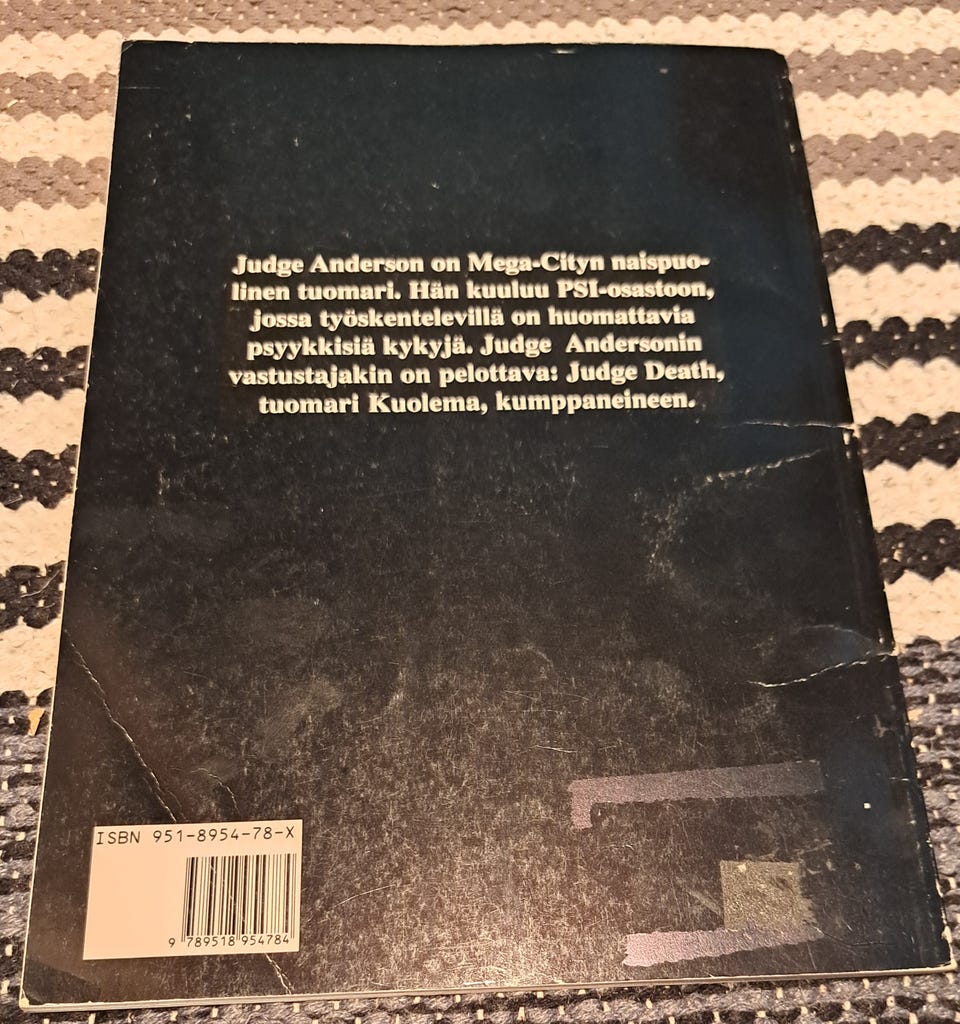 Judge Anderson on Mega-Cityn naispuo-
linen tuomari. Hän kuuluu PSI-osastoon,
jossa työskentelevillä on huomattavia
psyykkisiä kykyjä. Judge Andersonin
vastustajakin on pelottava: Judge Death,
tuomari Kuolema, kumppaneineen.
ISBN 951-8954-78-X
9 789518 954784